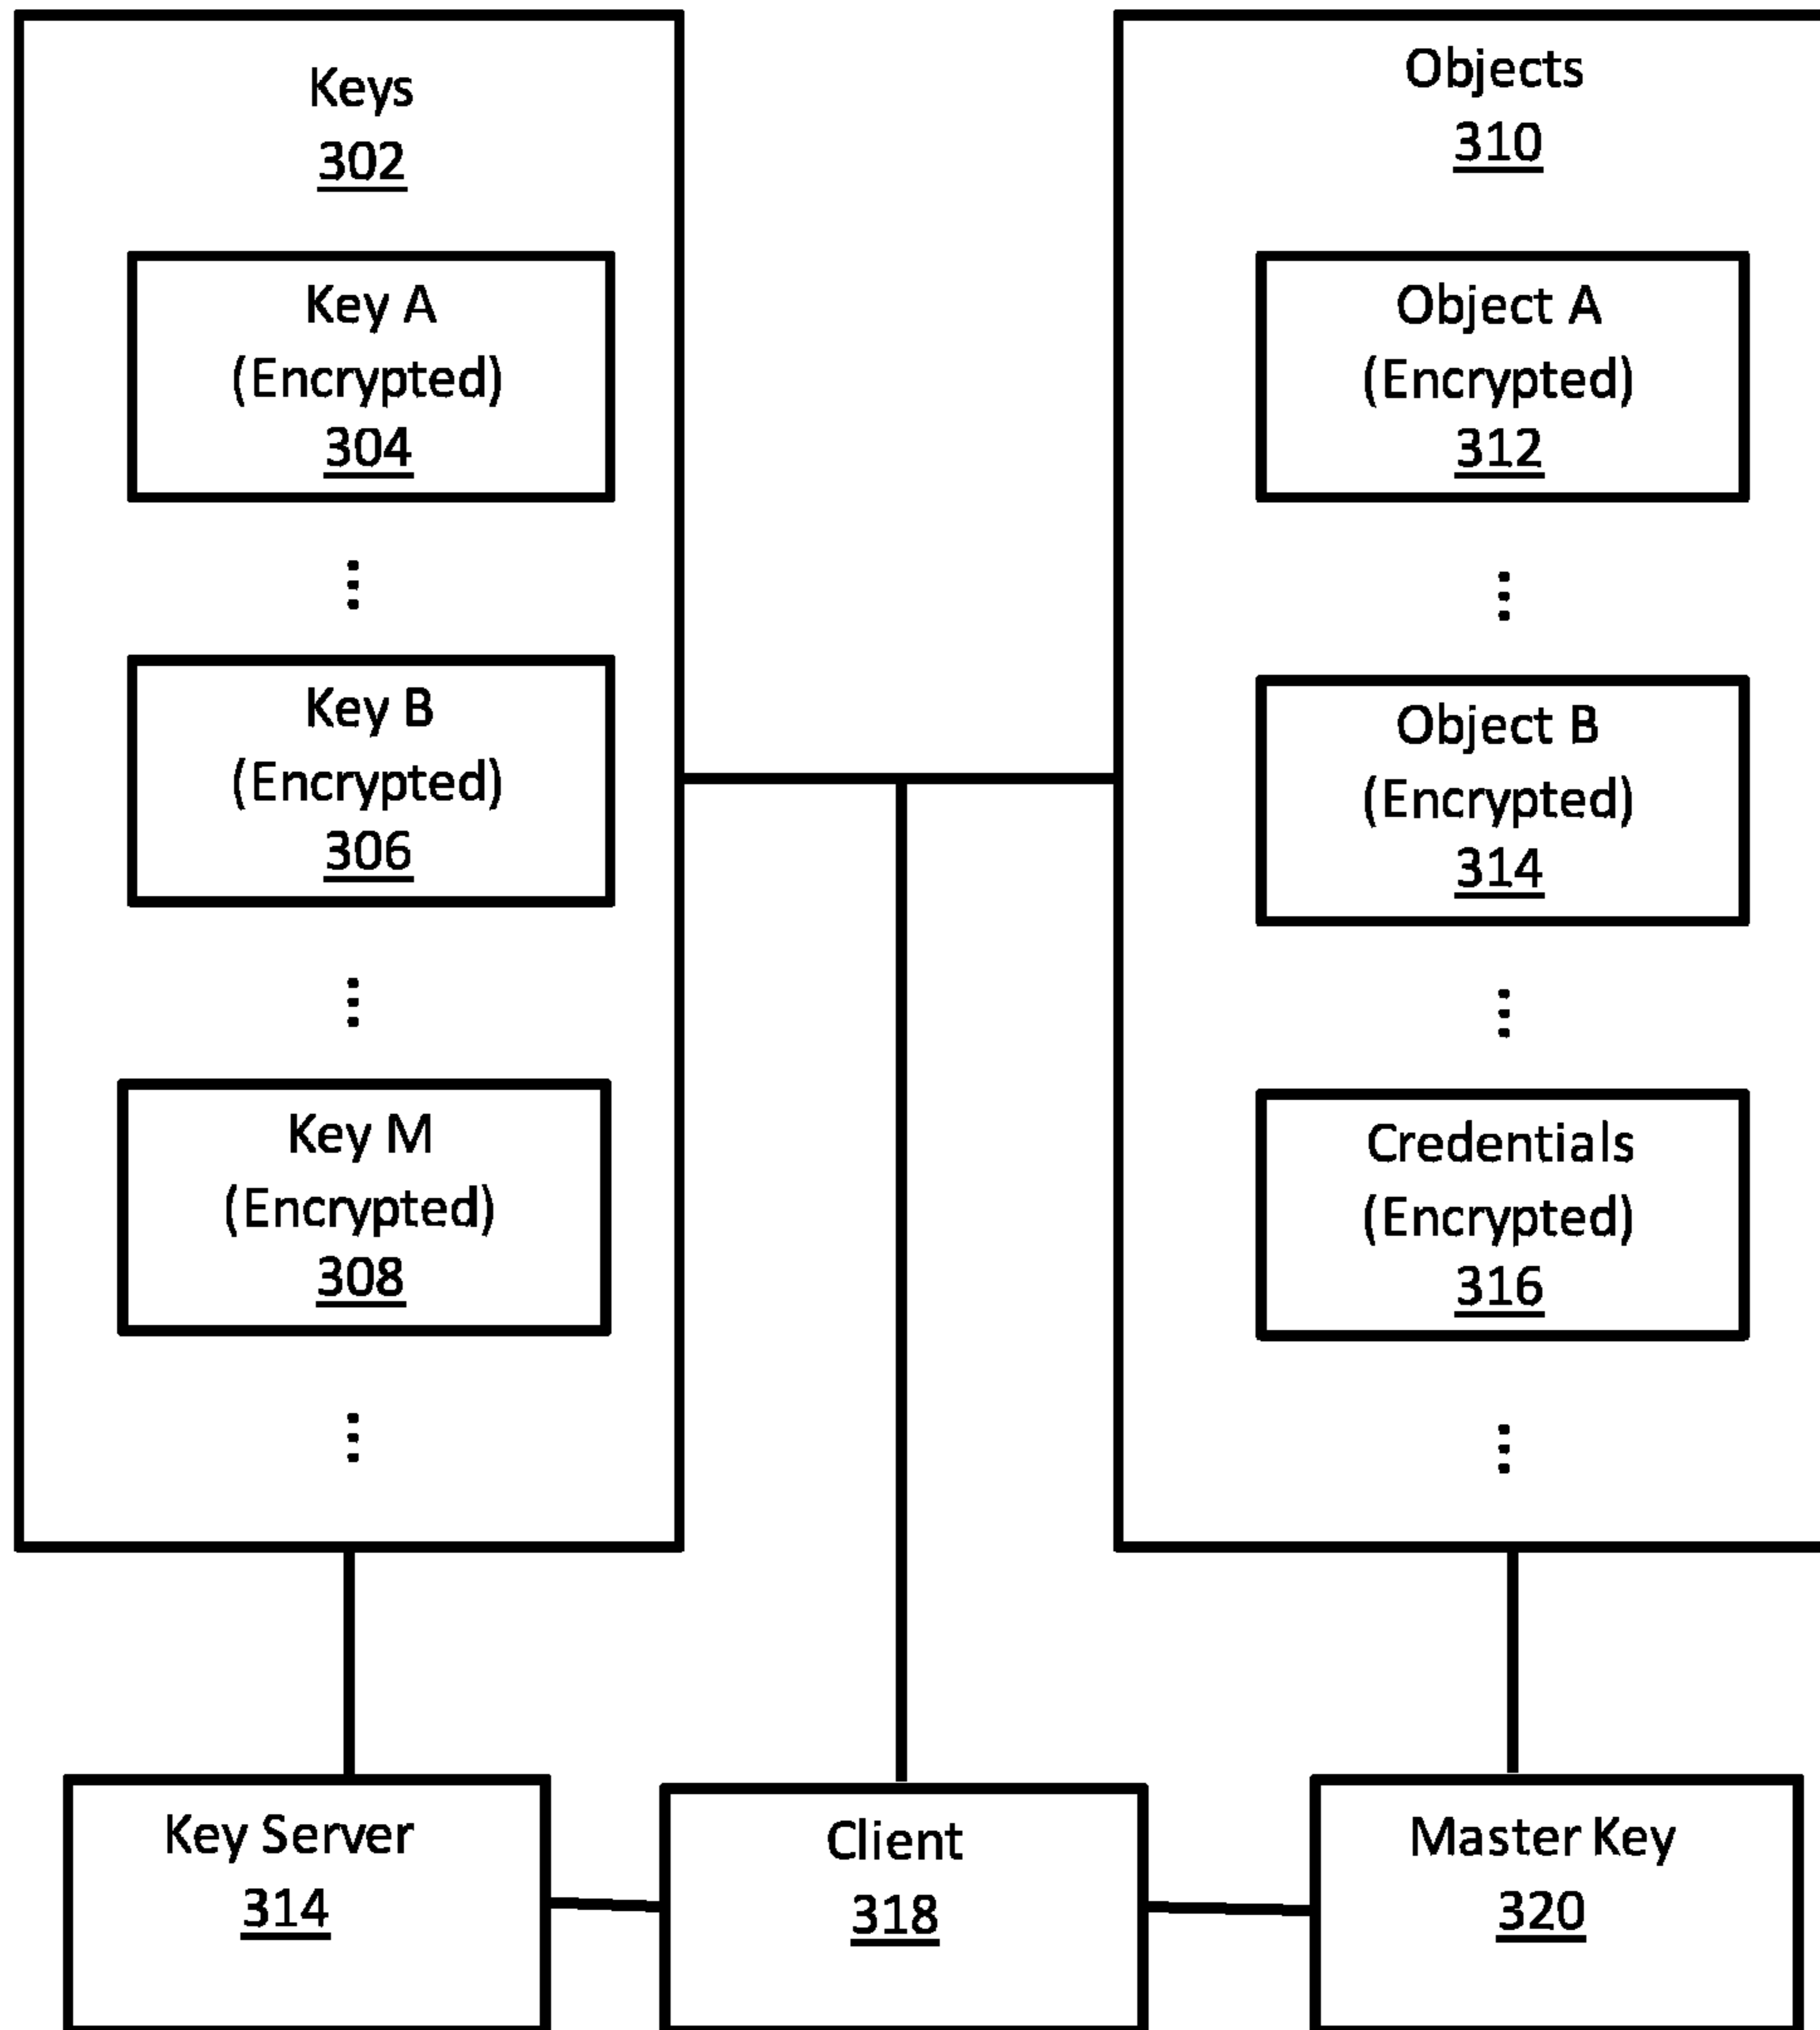 Keys
302
Key A
(Encrypted)
304
Key B
(Encrypted)
306
Key M
(Encrypted)
308
Objects
310
Object A
(Encrypted)
312
Object B
(Encrypted)
314
Credentials
(Encrypted)
316
Key Server
314
Client
318
Master Key
320